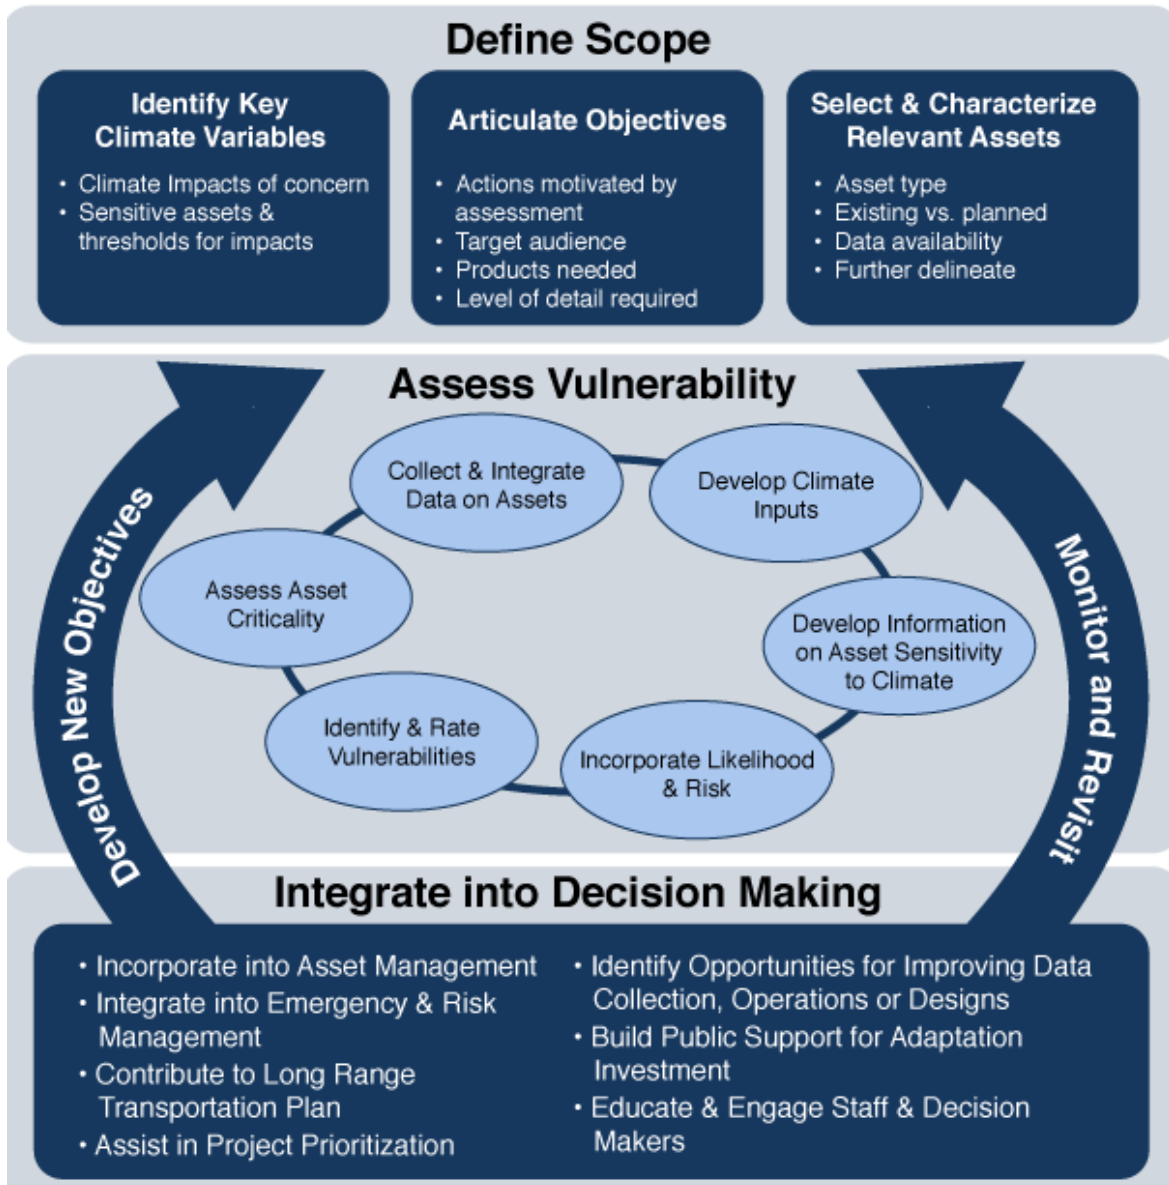 Define Scope
Identify Key
Climate Variables
• Climate Impacts of concern
• Sensitive assets &
thresholds for impacts
Articulate Objectives
• Actions motivated by
assessment
• Target audience
• Products needed
• Level of detail required
Select & Characterize
Relevant Assets
• Asset type
• Existing vs. planned
• Data availability
• Further delineate
Assess Vulnerability
Collect & Integrate
Data on Assets
Develop Climate
Inputs
Develop Information
on Asset Sensitivity
to Climate
Incorporate Likelihood
& Risk
Identify & Rate
Vulnerabilities
Assess Asset
Criticality
Develop New Objectives
Monitor and Revisit
Integrate into Decision Making
• Incorporate into Asset Management
• Integrate into Emergency & Risk
Management
• Contribute to Long Range
Transportation Plan
• Assist in Project Prioritization
• Identify Opportunities for Improving Data
Collection, Operations or Designs
• Build Public Support for Adaptation
Investment
• Educate & Engage Staff & Decision
Makers